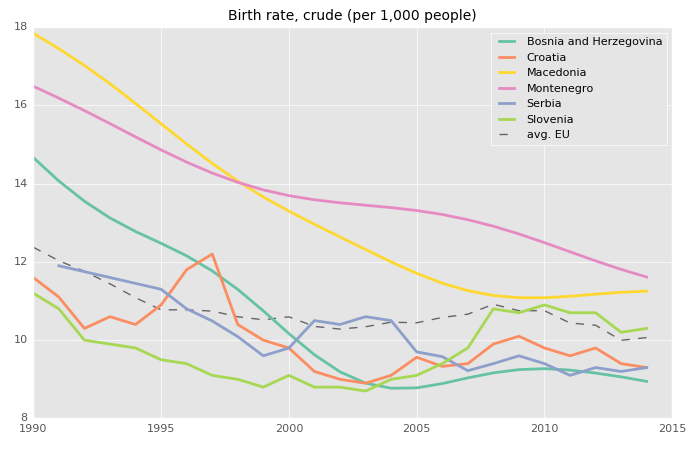 Birth rate, crude (per 1,000 people)
18
16
14
12
10
8
1990 1995 2000 2005 2010 2015
Bosnia and Herzegovina
Croatia
Macedonia
Montenegro
Serbia
Slovenia
avg. EU